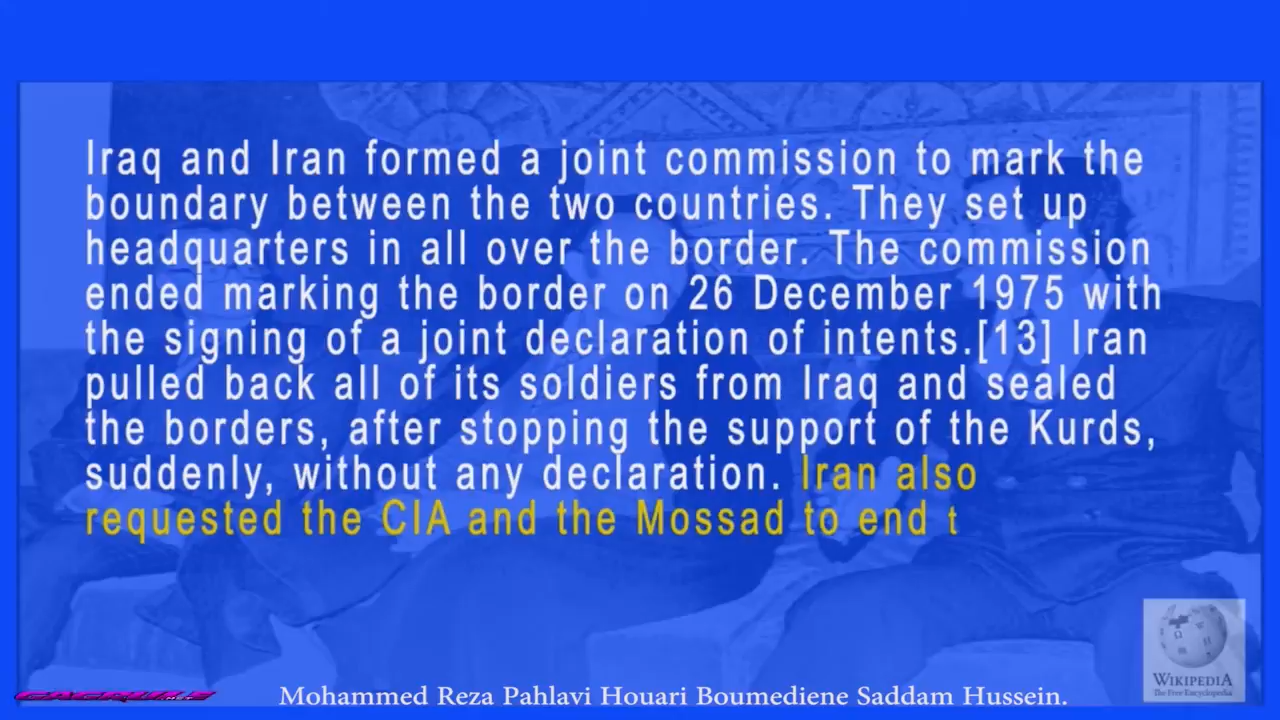 Iraq and Iran formed a joint commission to mark the
boundary between the two countries. They set up
headquarters in all over the border. The commission
ended marking the border on 26 December 1975 with
the signing of a joint declaration of intents.[13] Iran
pulled back all of its soldiers from Iraq and sealed
the borders, after stopping the support of the Kurds,
suddenly, without any declaration. Iran also
requested the CIA and the Mossad to end t
WIKIPEDIA
The Free Encyclopedia
Mohammed Reza Pahlavi Houari Boumediene Saddam Hussein.